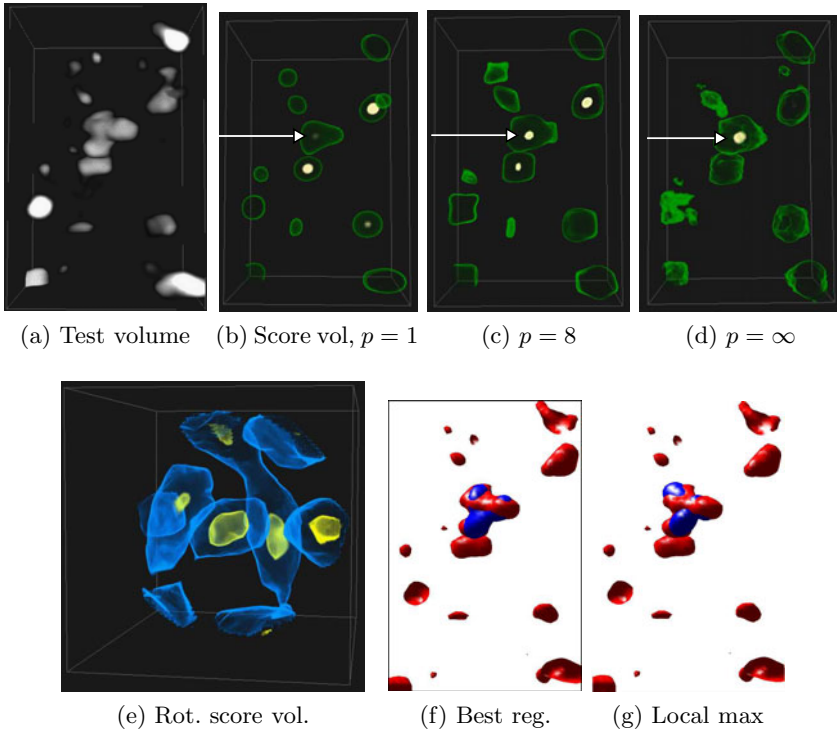 (a) Test volume (b) Score vol, p = 1 (c) p = 8 (d) p = ∞
(e) Rot. score vol. (f) Best reg. (g) Local max